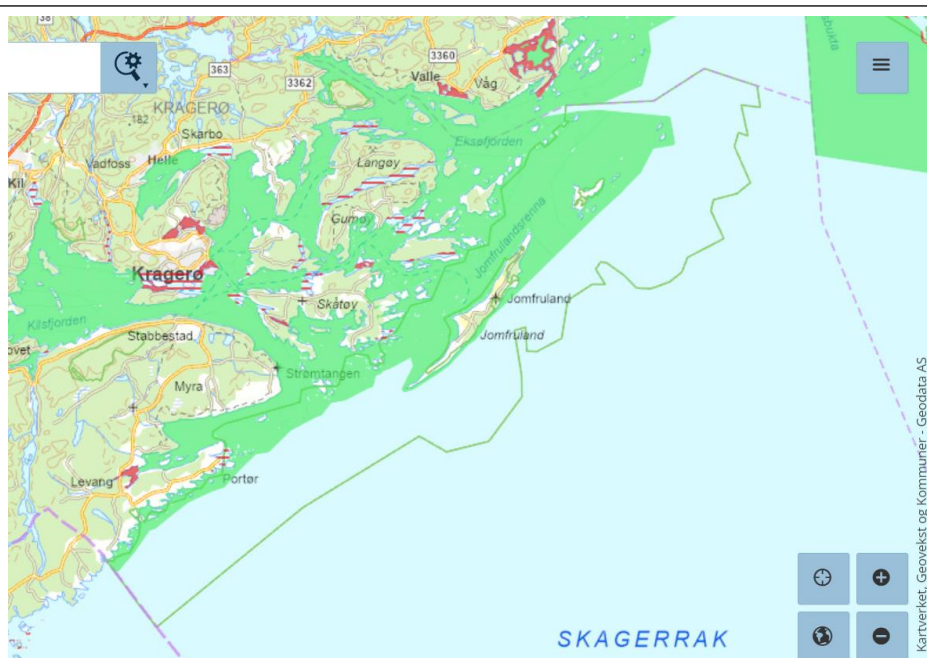 38
sbukta
363
3362
3360
Valle
Våg
KRAGERØ
182
Skarbo
Eksefjorden
Vadfoss
Helle
Langøy
Kil
Gumøy
Jomfrulandsrenna
Kragerø
Skåtøy
Jomfruland
Kilsfjorden
Stabbestad
Jomfruland
ovet
Strømtangen
Myra
Levang
Portør
SKAGERRAK
Kartverket, Geovekst og Kommuner - Geodata AS